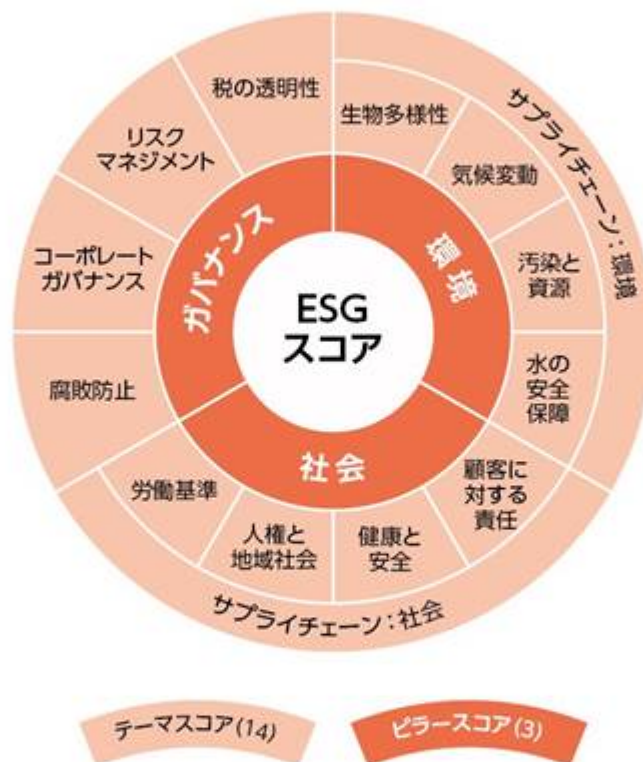 税の透明性
生物多様性
サプライチェーン：環境
リスク
マネジメント
気候変動
ガバナンス
環境
コーポレート
ガバナンス
ESG
スコア
汚染と
資源
腐敗防止
水の
安全
保障
社会
労働基準
人権と
地域社会
健康と
安全
顧客に
対する
責任
サプライチェーン：社会
テーマスコア(14)
ピラースコア(3)